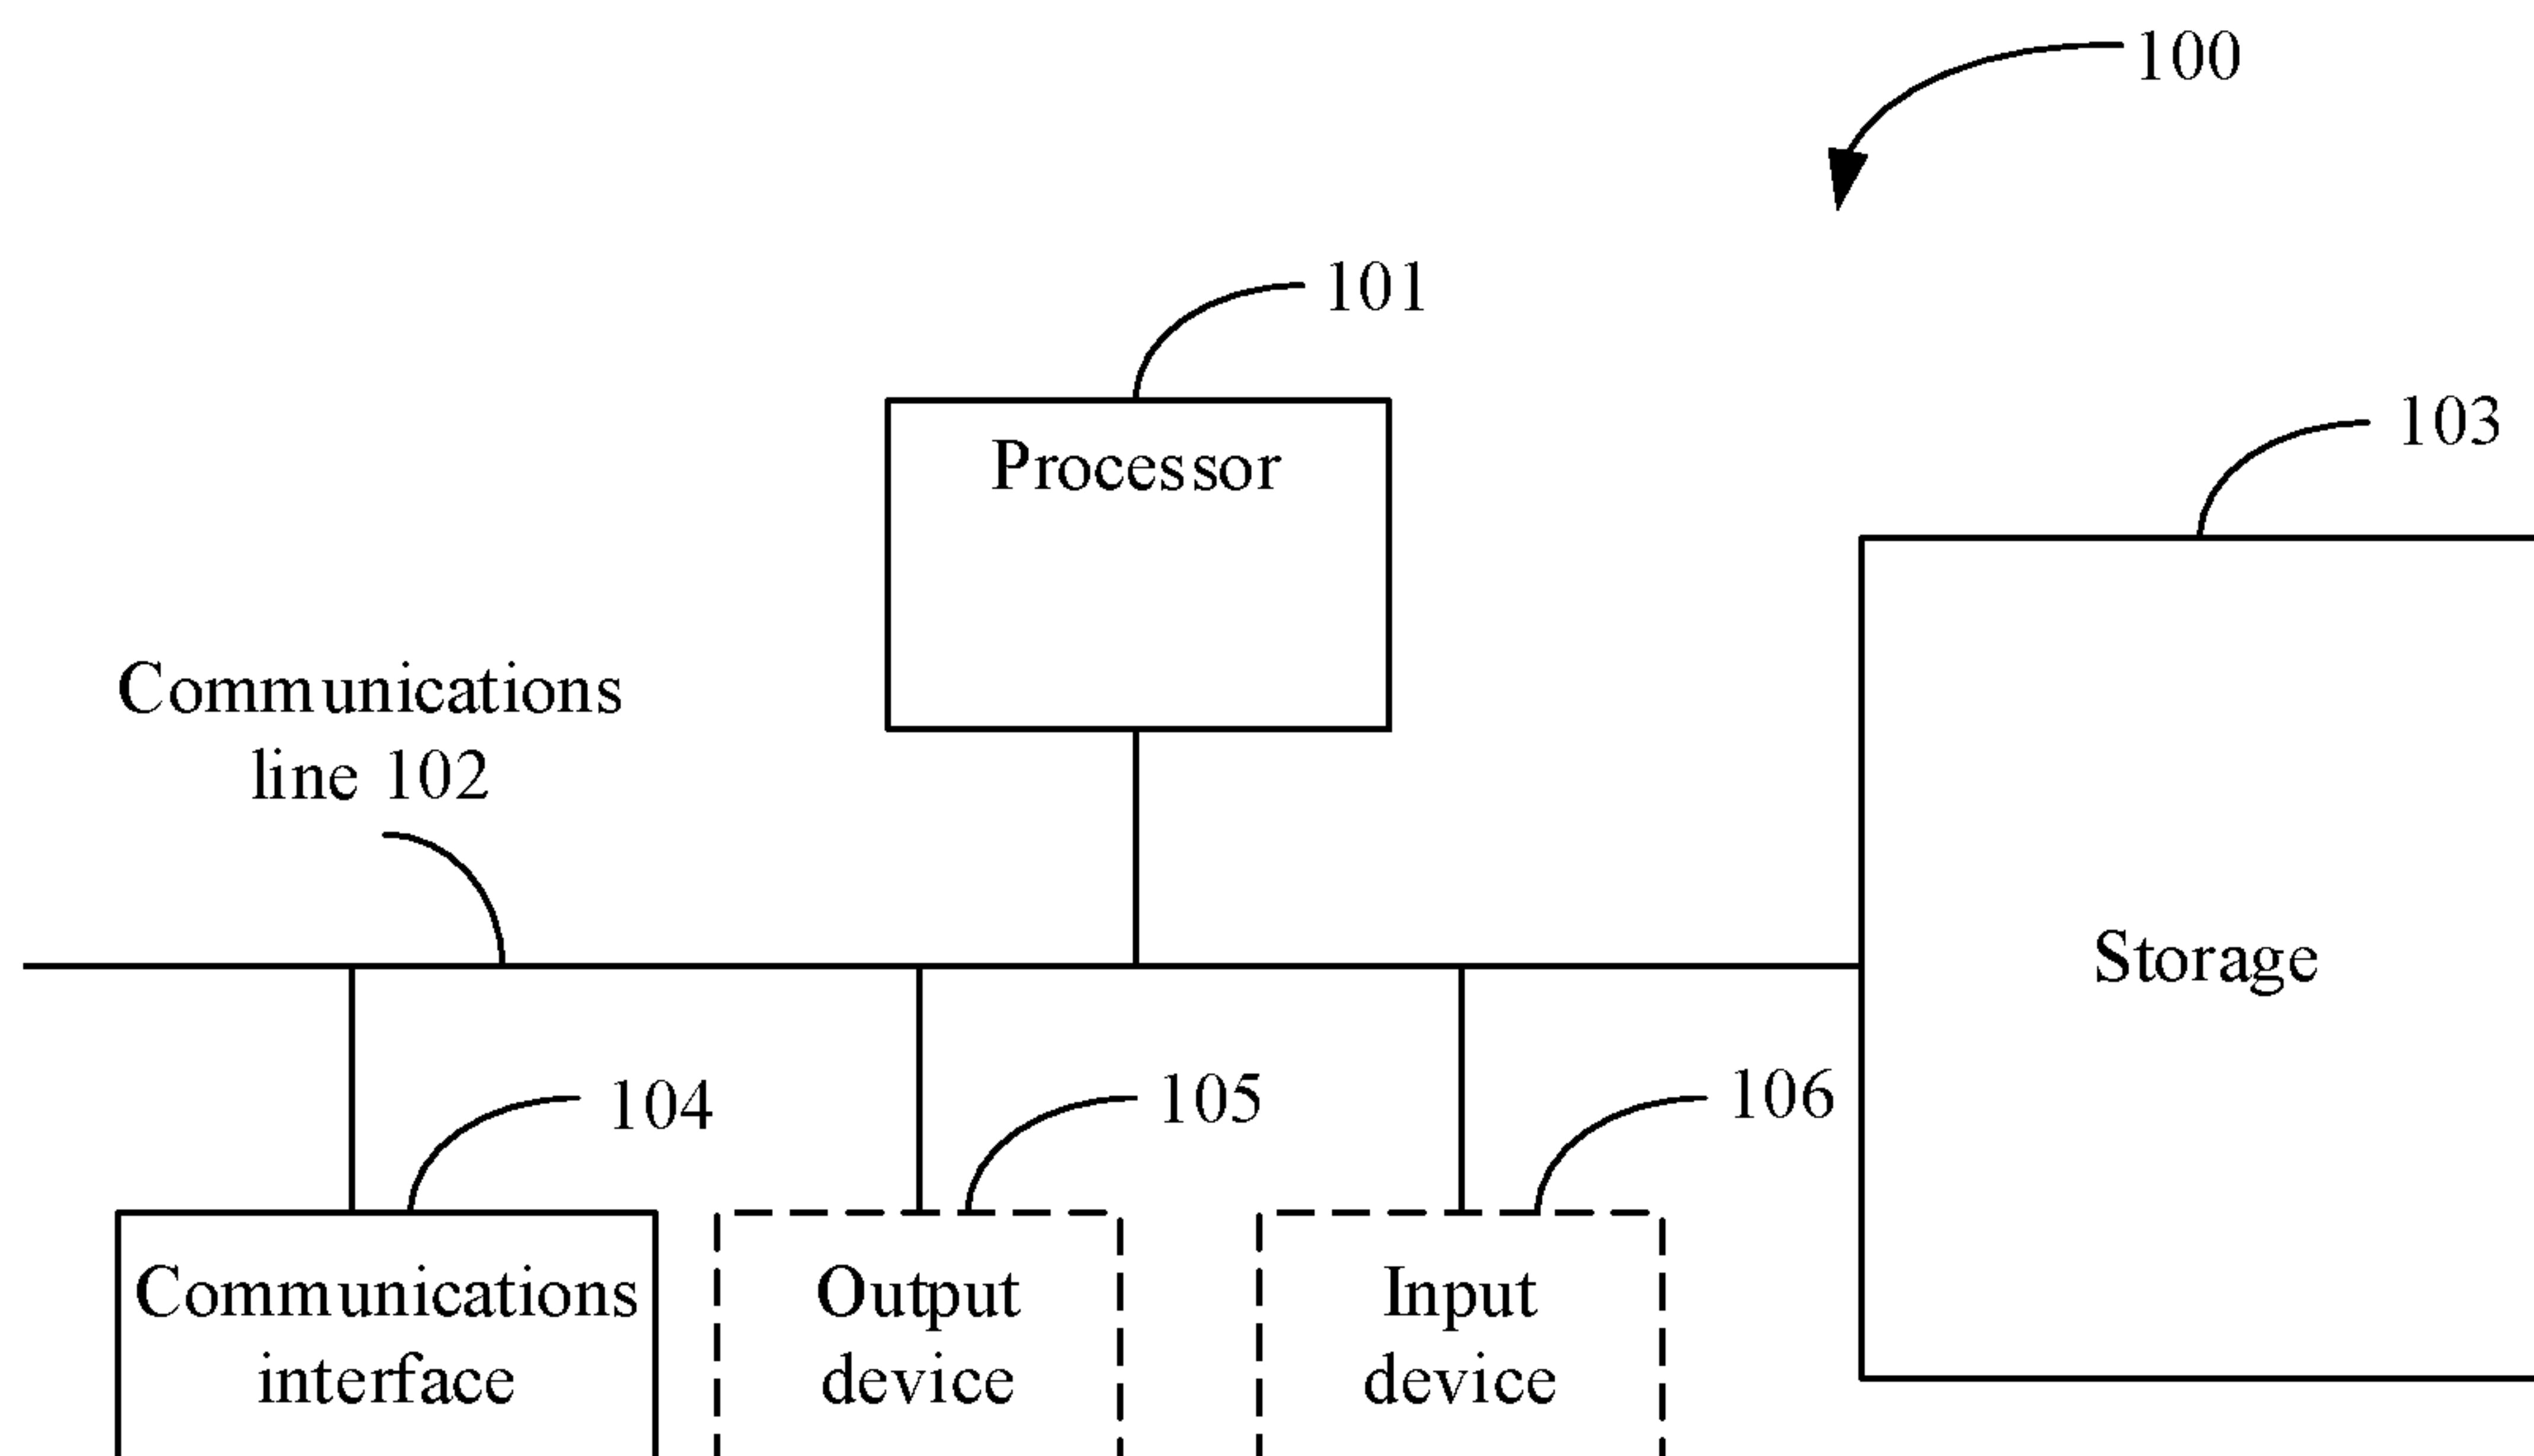 100
101
Processor
103
Communications
line 102
Storage
104
105
106
Communications
interface
Output
device
Input
device